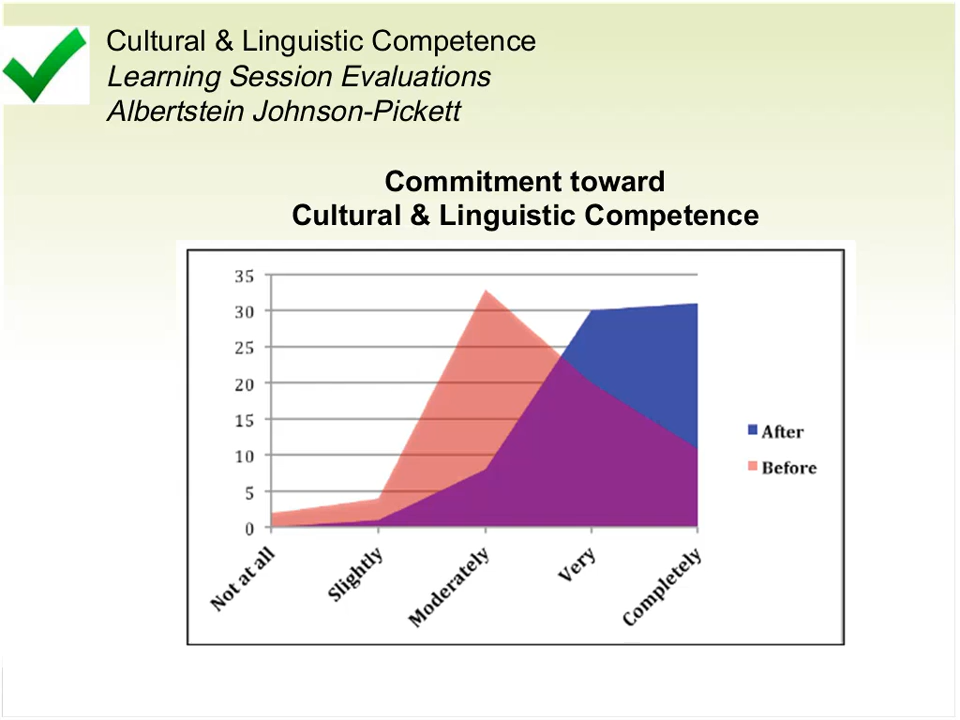 Cultural & Linguistic Competence
Learning Session Evaluations
Albertstein Johnson-Pickett
Commitment toward
Cultural & Linguistic Competence
35
30
25
20
15
10
5
0
Not at all
Slightly
Moderately
Very
Completely
After
Before